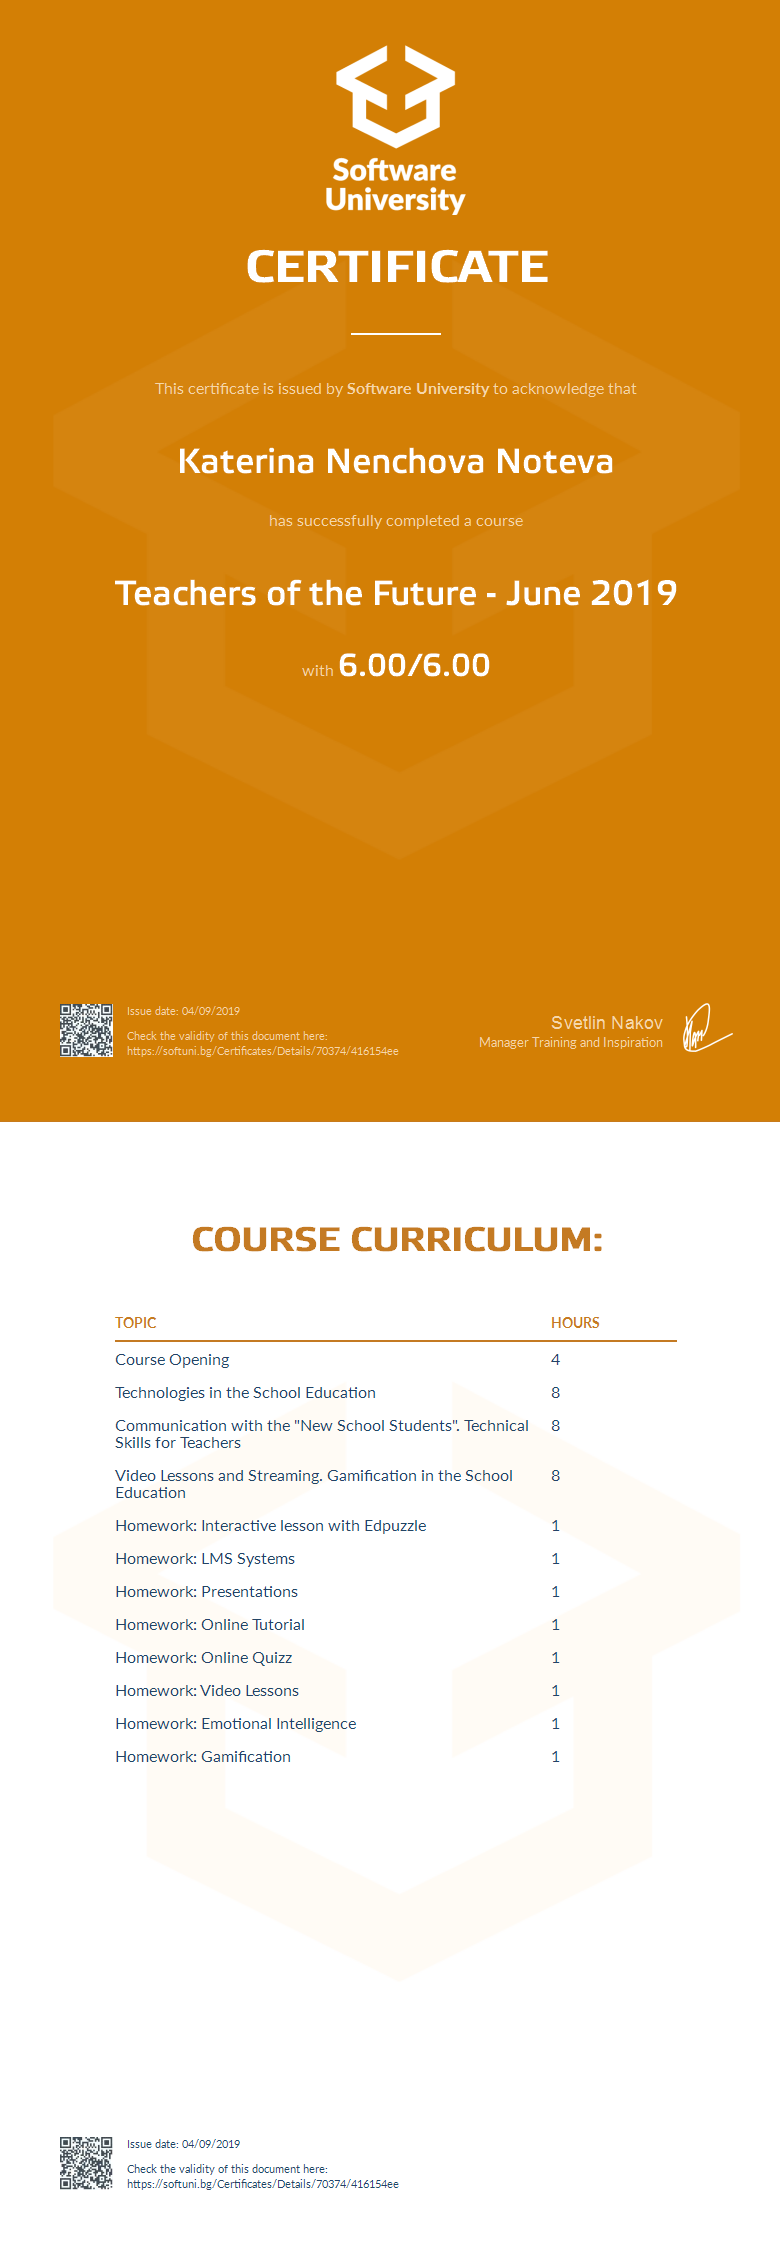 Software
University
CERTIFICATE
This certificate is issued by Software University to acknowledge that
Katerina Nenchova Noteva
has successfully completed a course
Teachers of the Future - June 2019
with 6.00/6.00
Issue date: 04/09/2019
Check the validity of this document here:
https://softuni.bg/Certificates/Details/70374/416154ee
Svetlin Nakov
Manager Training and Inspiration
COURSE CURRICULUM:
TOPIC HOURS
Course Opening 4
Technologies in the School Education 8
Communication with the "New School Students". Technical 8
Skills for Teachers
Video Lessons and Streaming. Gamification in the School 8
Education
Homework: Interactive lesson with Edpuzzle 1
Homework: LMS Systems 1
Homework: Presentations 1
Homework: Online Tutorial 1
Homework: Online Quizz 1
Homework: Video Lessons 1
Homework: Emotional Intelligence 1
Homework: Gamification 1
Issue date: 04/09/2019
Check the validity of this document here:
https://softuni.bg/Certificates/Details/70374/416154ee